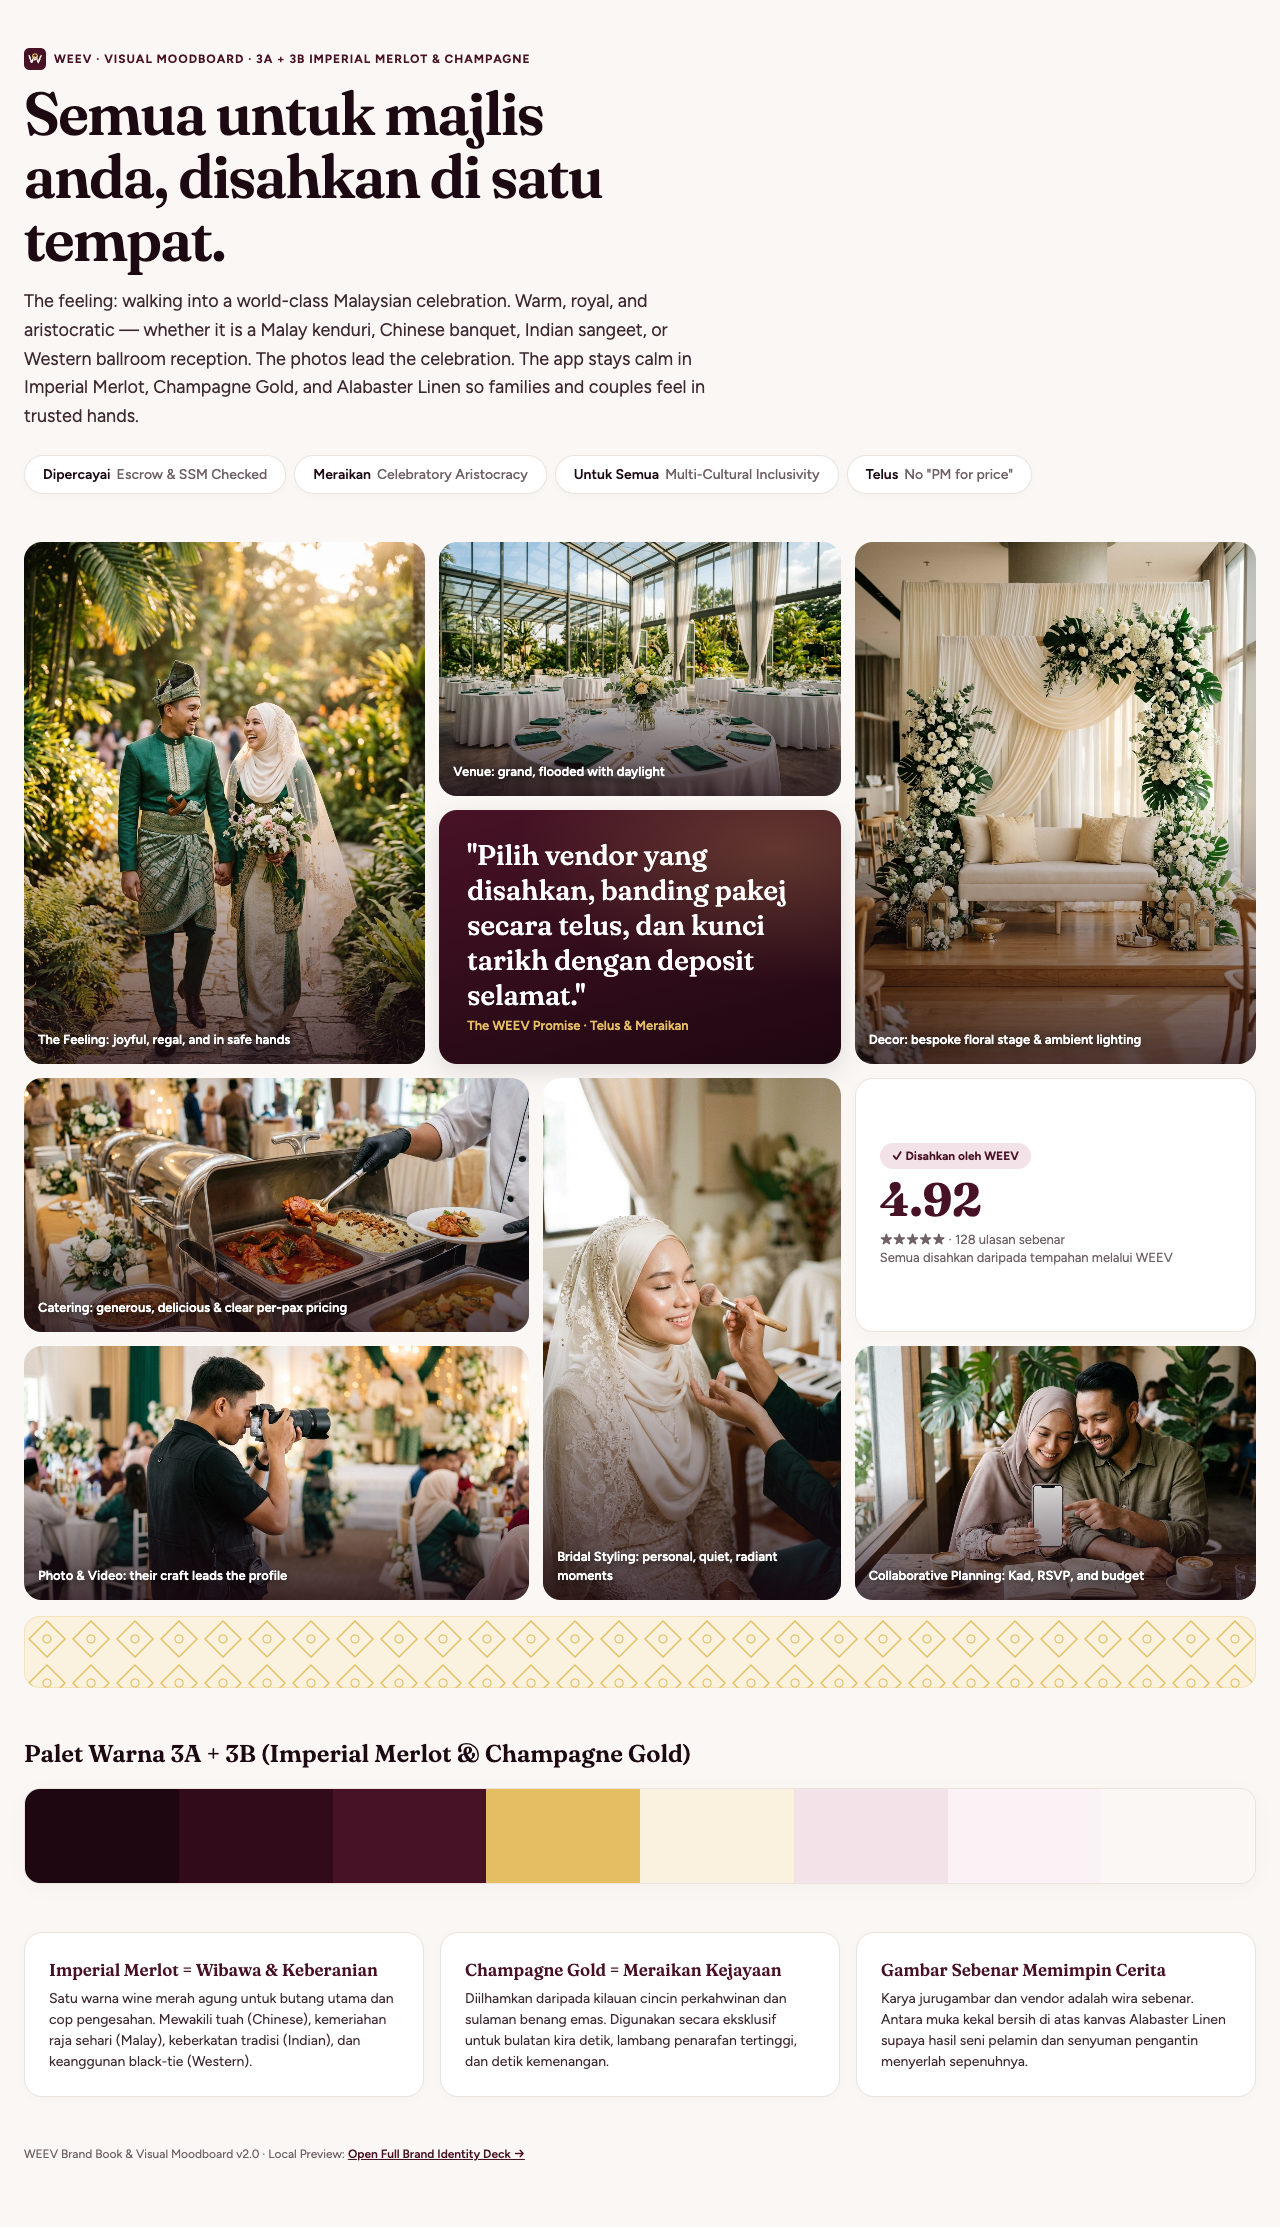 WEEV · VISUAL MOODBOARD · 3A + 3B IMPERIAL MERLOT & CHAMPAGNE
Semua untuk majlis
anda, disahkan di satu
tempat.
The feeling: walking into a world-class Malaysian celebration. Warm, royal, and
aristocratic — whether it is a Malay kenduri, Chinese banquet, Indian sangeet, or
Western ballroom reception. The photos lead the celebration. The app stays calm in
Imperial Merlot, Champagne Gold, and Alabaster Linen so families and couples feel in
trusted hands.
Dipercayai Escrow & SSM Checked
Meraikan Celebratory Aristocracy
Untuk Semua Multi-Cultural Inclusivity
Telus No "PM for price"
The Feeling: joyful, regal, and in safe hands
Venue: grand, flooded with daylight
"Pilih vendor yang
disahkan, banding pakej
secara telus, dan kunci
tarikh dengan deposit
selamat."
The WEEV Promise · Telus & Meraikan
Decor: bespoke floral stage & ambient lighting
Catering: generous, delicious & clear per-pax pricing
Photo & Video: their craft leads the profile
Bridal Styling: personal, quiet, radiant
moments
✓ Disahkan oleh WEEV
4.92
★★★★★ · 128 ulasan sebenar
Semua disahkan daripada tempahan melalui WEEV
Collaborative Planning: Kad, RSVP, and budget
Palet Warna 3A + 3B (Imperial Merlot & Champagne Gold)
Imperial Merlot = Wibawa & Keberanian
Satu warna wine merah agung untuk butang utama dan
cop pengesahan. Mewakili tuah (Chinese), kemeriahan
raja sehari (Malay), keberkatan tradisi (Indian), dan
keanggunan black-tie (Western).
Champagne Gold = Meraikan Kejayaan
Diilhamkan daripada kilauan cincin perkahwinan dan
sulaman benang emas. Digunakan secara eksklusif
untuk bulatan kira detik, lambang penarafan tertinggi,
dan detik kemenangan.
Gambar Sebenar Memimpin Cerita
Karya jurugambar dan vendor adalah wira sebenar.
Antara muka kekal bersih di atas kanvas Alabaster Linen
supaya hasil seni pelamin dan senyuman pengantin
menyerlah sepenuhnya.
WEEV Brand Book & Visual Moodboard v2.0 · Local Preview: Open Full Brand Identity Deck →